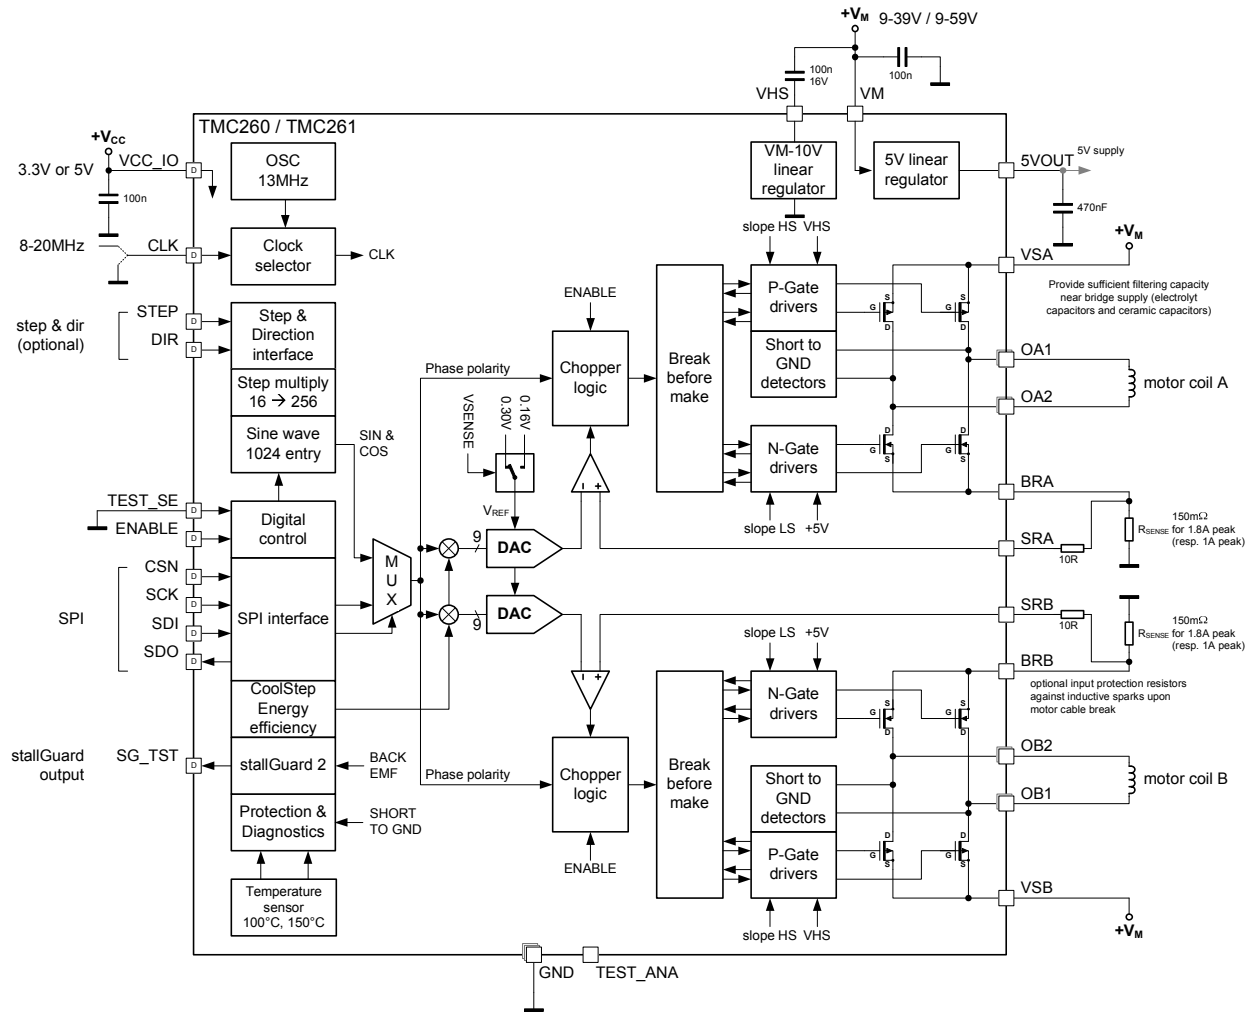 +VM 9-39V / 9-59V
100n
16V
100n
VHS
VM
TMC260 / TMC261
+VCC
3.3V or 5V
VCC_IO
D
100n
OSC
13MHz
VM-10V
linear
regulator
5V linear
regulator
5VOUT
5V supply
470nF
8-20MHz
CLK
D
Clock
selector
CLK
slope HS
VHS
+VM
VSA
Provide sufficient filtering capacity
near bridge supply (electrolyt
capacitors and ceramic capacitors)
step & dir
(optional)
STEP
D
DIR
D
Step &
Direction
interface
Step multiply
16 → 256
Sine wave
1024 entry
SIN &
COS
Phase polarity
ENABLE
Chopper
logic
Break
before
make
P-Gate
drivers
Short to
GND
detectors
N-Gate
drivers
slope LS
+5V
S
G
D
S
G
D
D
G
S
D
G
S
OA1
OA2
motor coil A
VSENSE
0.30V
0.16V
VREF
- +
BRA
SRA
10R
150mΩ
RSENSE for 1.8A peak
(resp. 1A peak)
TEST_SE
D
ENABLE
D
Digital
control
SPI
CSN
D
SCK
D
SDI
D
SDO
D
SPI interface
MUX
9
DAC
9
DAC
- +
SRB
10R
150mΩ
RSENSE for 1.8A peak
(resp. 1A peak)
BRB
optional input protection resistors
against inductive sparks upon
motor cable break
CoolStep
Energy
efficiency
stallGuard
output
SG_TST
D
stallGuard 2
BACK
EMF
Protection &
Diagnostics
SHORT
TO GND
Temperature
sensor
100°C, 150°C
Phase polarity
Chopper
logic
ENABLE
Break
before
make
slope LS
+5V
N-Gate
drivers
Short to
GND
detectors
P-Gate
drivers
slope HS
VHS
S
G
D
S
G
D
D
G
S
D
G
S
OB2
OB1
motor coil B
VSB
+VM
GND
TEST_ANA